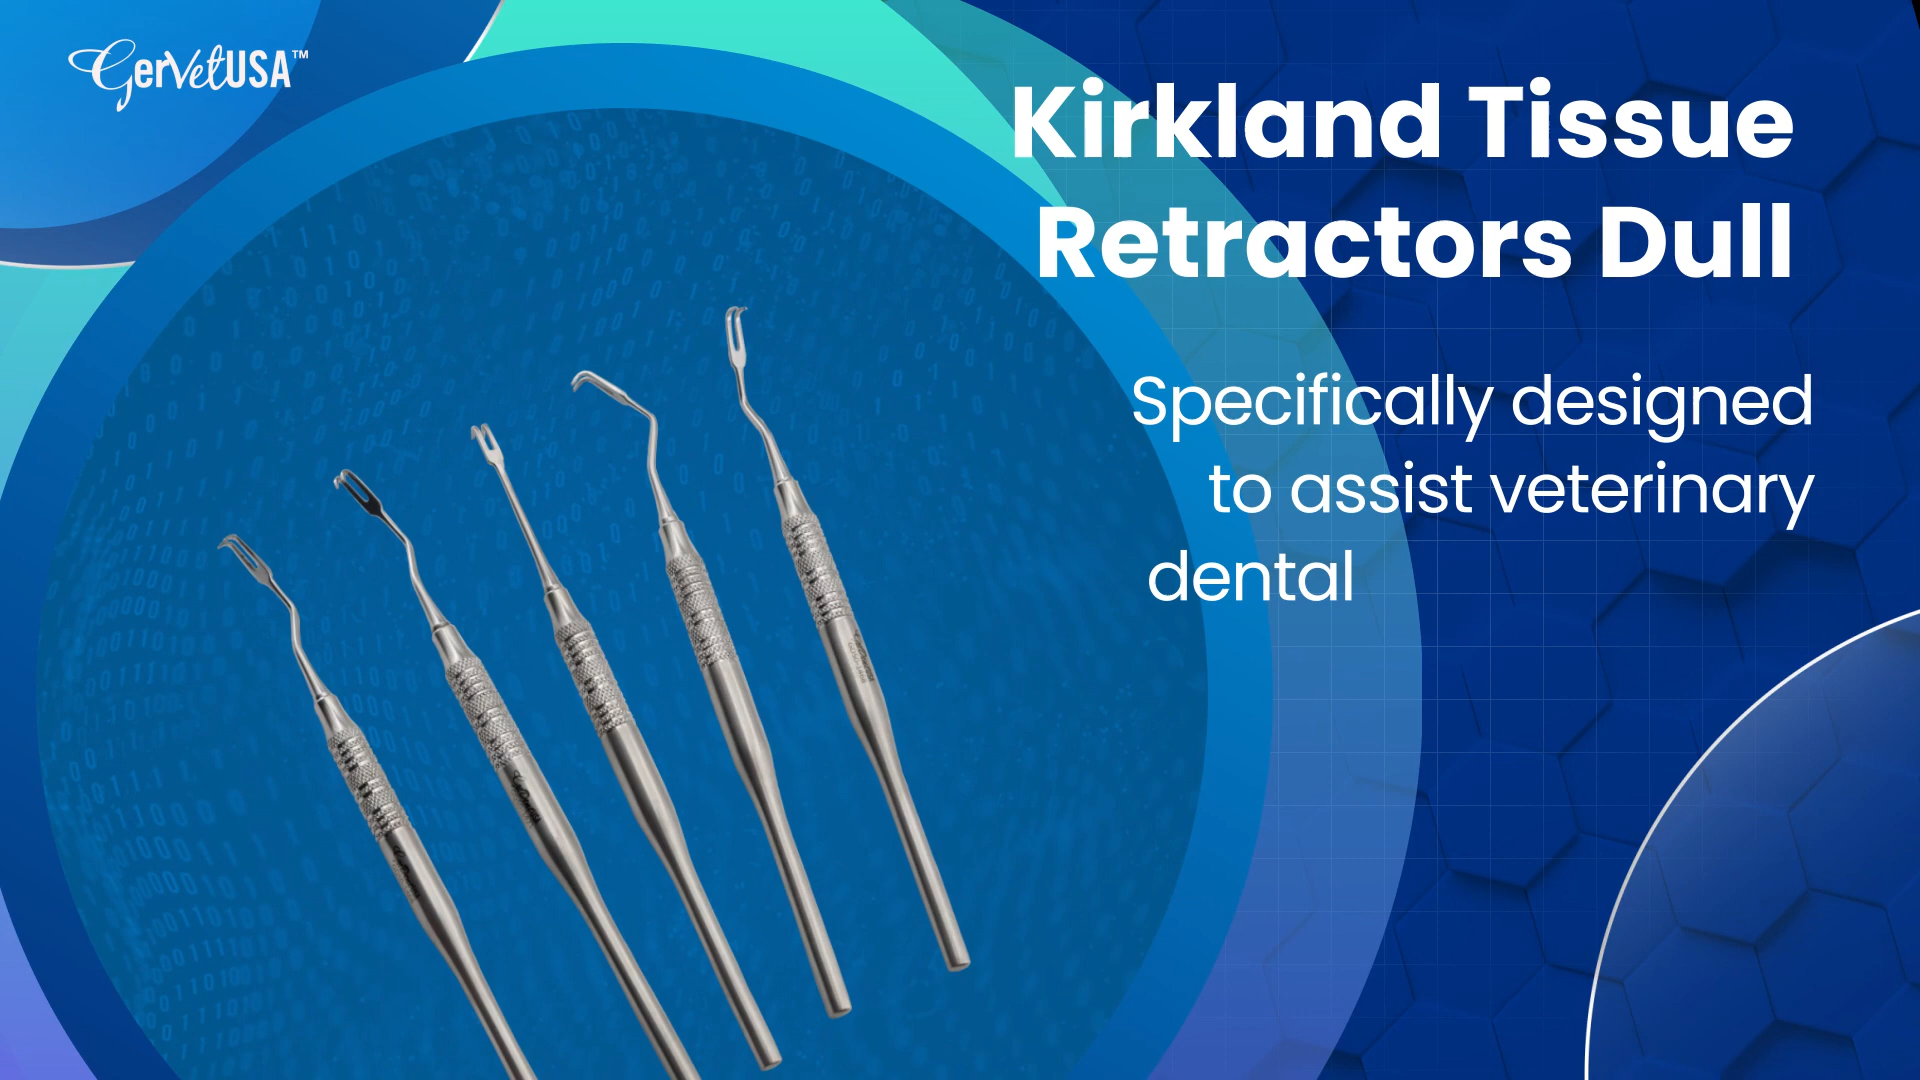 GerVetUSA™
Kirkland Tissue
Retractors Dull
Specifically designed
to assist veterinary
dental